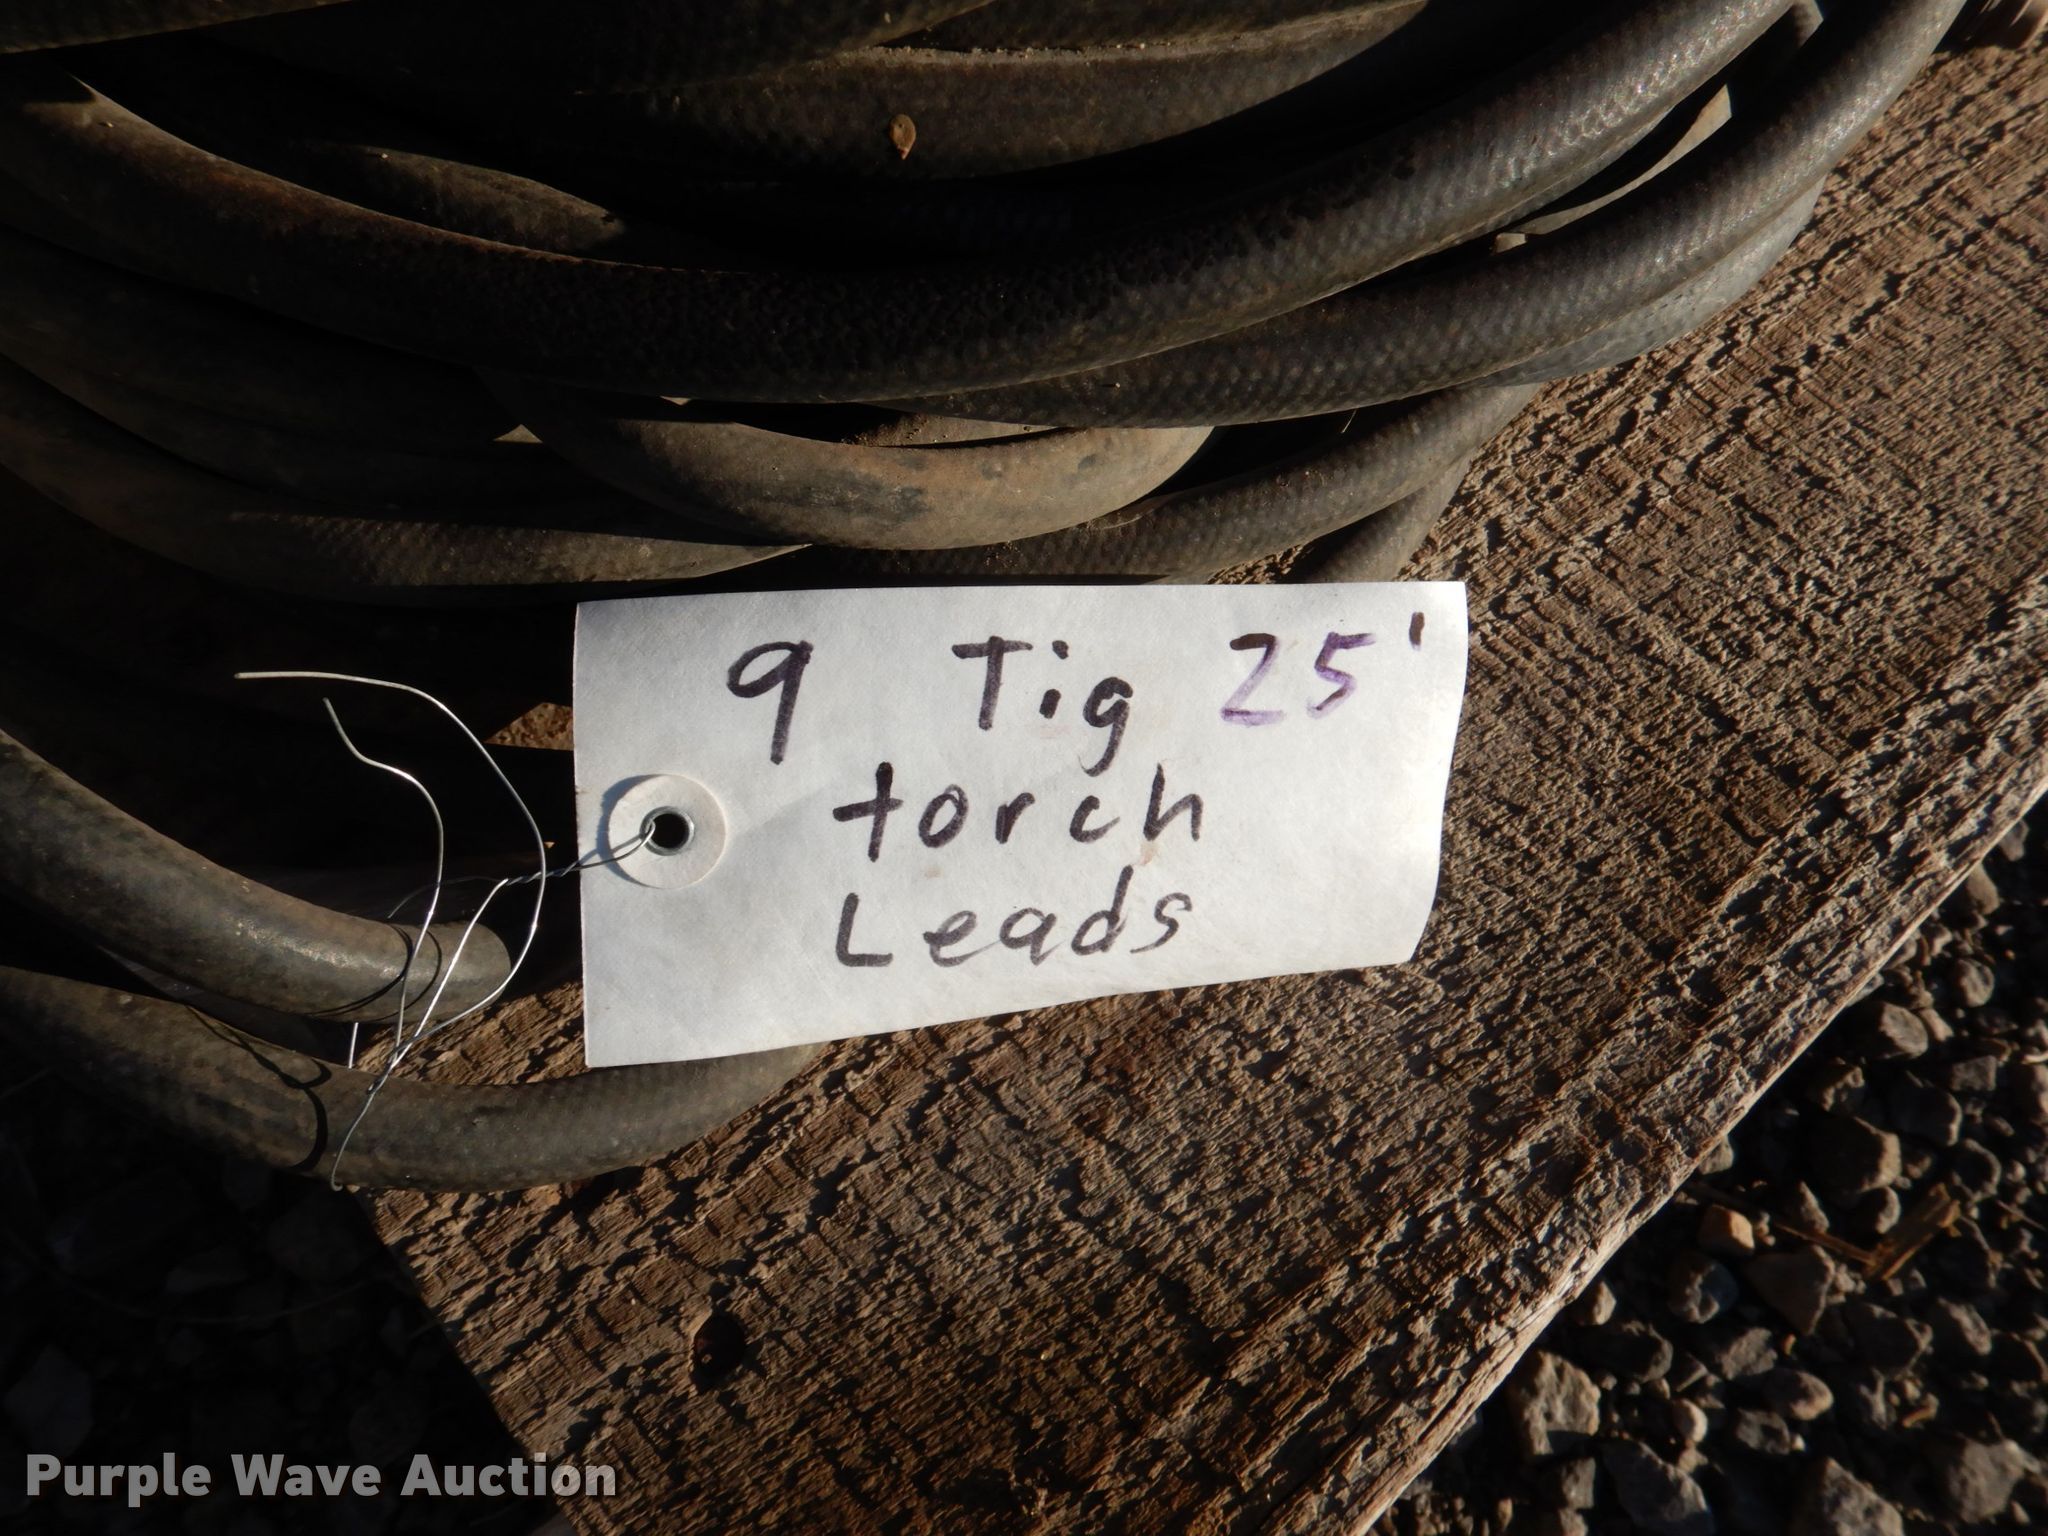 9 Tig 25'
torch
Leads
Purple Wave Auction